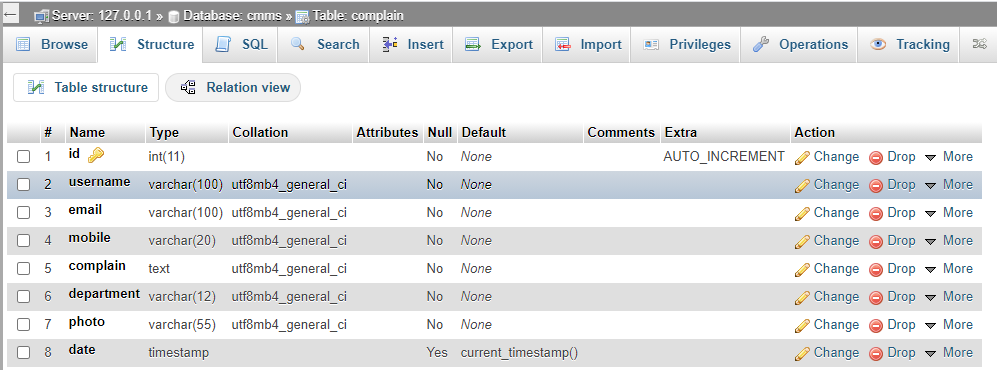 Server: 127.0.0.1 » Database: cmms » Table: complain
Browse Structure SQL Search Insert Export Import Privileges Operations Tracking
Table structure Relation view
# Name Type Collation Attributes Null Default Comments Extra Action
1 id int(11) No None AUTO_INCREMENT Change Drop More
2 username varchar(100) utf8mb4_general_ci No None Change Drop More
3 email varchar(100) utf8mb4_general_ci No None Change Drop More
4 mobile varchar(20) utf8mb4_general_ci No None Change Drop More
5 complain text utf8mb4_general_ci No None Change Drop More
6 department varchar(12) utf8mb4_general_ci No None Change Drop More
7 photo varchar(55) utf8mb4_general_ci No None Change Drop More
8 date timestamp Yes current_timestamp() Change Drop More